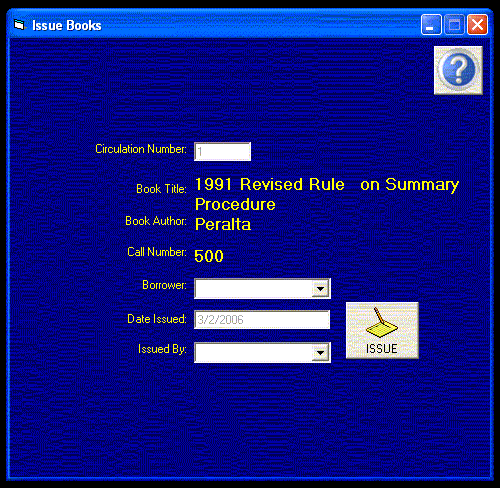 Issue Books
?
Circulation Number: 1
Book Title: 1991 Revised Rule on Summary
Procedure
Book Author: Peralta
Call Number: 500
Borrower:
Date Issued: 3/2/2006
Issued By:
ISSUE